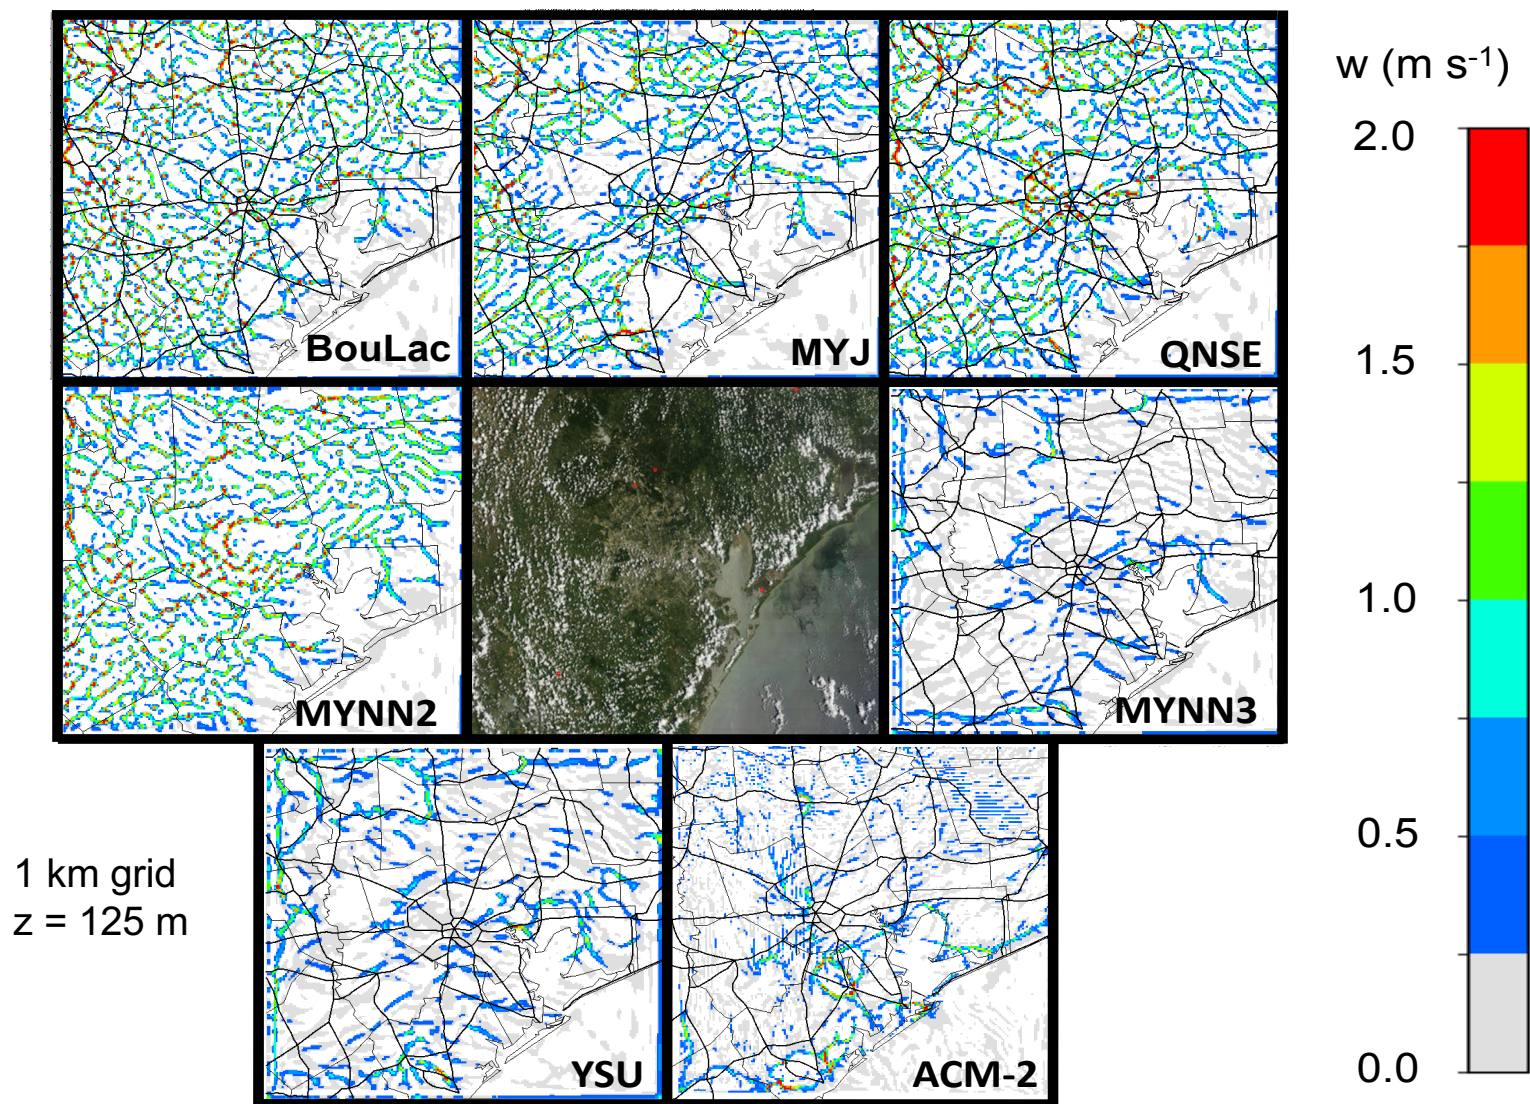 w (m s-1)
BouLac
MYJ
QNSE
2.0
1.5
1.0
0.5
0.0
MYNN2
MYNN3
1 km grid
z = 125 m
YSU
ACM-2